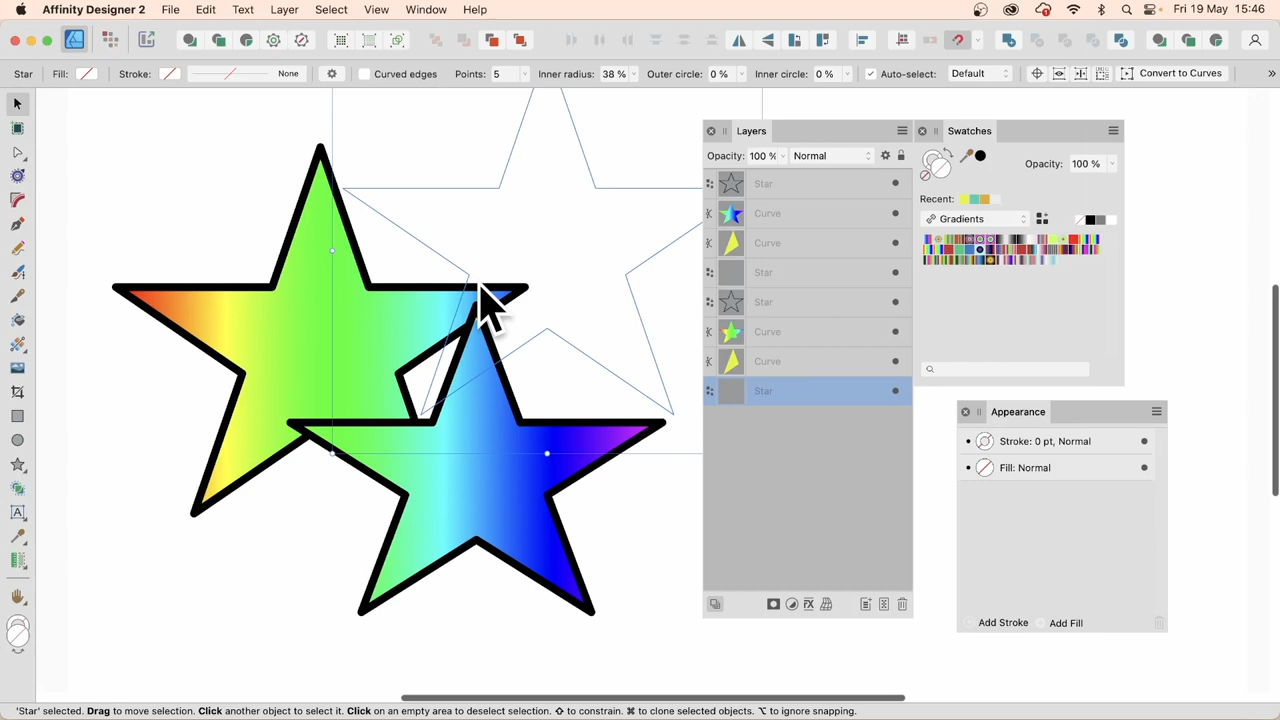 Affinity Designer 2 File Edit Text Layer Select View Window Help Fri 19 May 15:46
Star Fill: Stroke: None Curved edges Points: 5 Inner radius: 38 % Outer circle: 0 % Inner circle: 0 % Auto-select: Default Convert to Curves
Layers
Opacity: 100 % Normal
Star
Curve
Curve
Star
Star
Curve
Curve
Star
Swatches
Opacity: 100 %
Recent:
Gradients
Appearance
Stroke: 0 pt, Normal
Fill: Normal
Add Stroke Add Fill
'Star' selected. Drag to move selection. Click another object to select it. Click on an empty area to deselect selection. ⇧ to constrain. ⌘ to clone selected objects. ⌥ to ignore snapping.